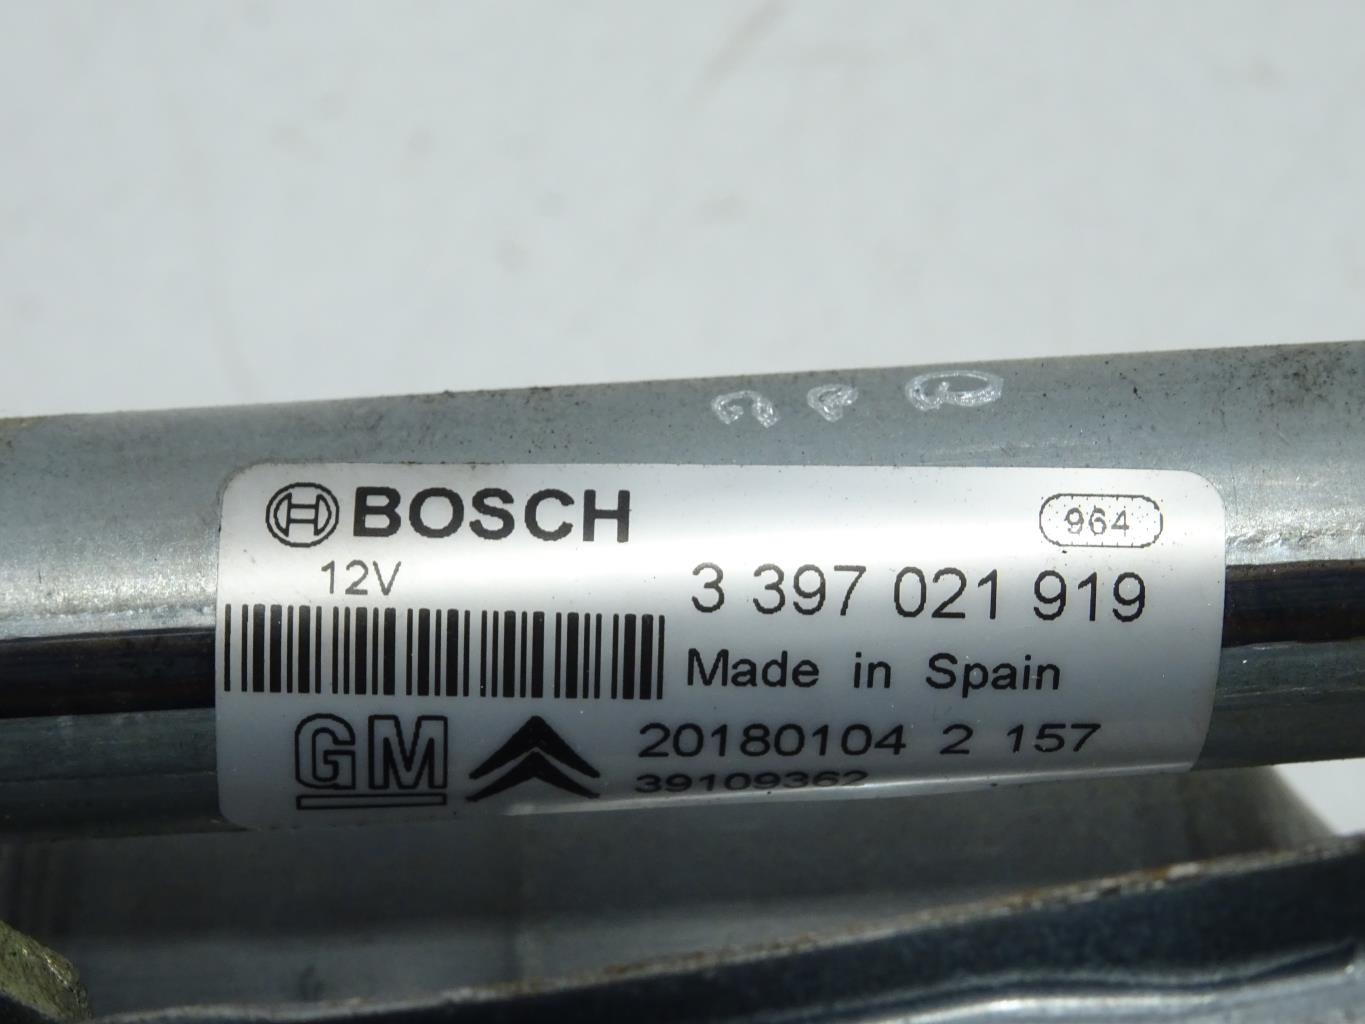 BOSCH
964
12V
3 397 021 919
Made in Spain
GM
20180104 2 157
39109362